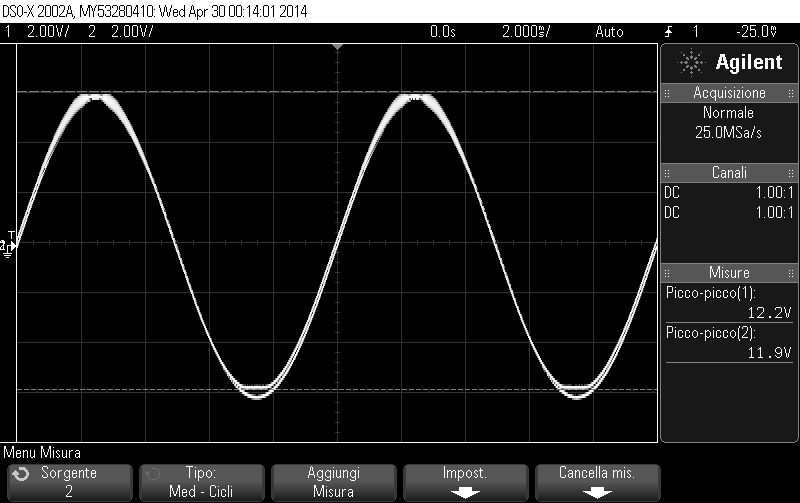 DSO-X 2002A, MY53280410: Wed Apr 30 00:14:01 2014
1 2.00V/ 2 2.00V/ 0.0s 2.000ms/ Auto 1 -25.0mV
Agilent
Acquisizione
Normale
25.0MSa/s
Canali
DC 1.00:1
DC 1.00:1
T
2
Misure
Picco-picco(1):
12.2V
Picco-picco(2):
11.9V
Menu Misura
Sorgente
2
Tipo:
Med - Cicli
Aggiungi
Misura
Impost.
Cancella mis.